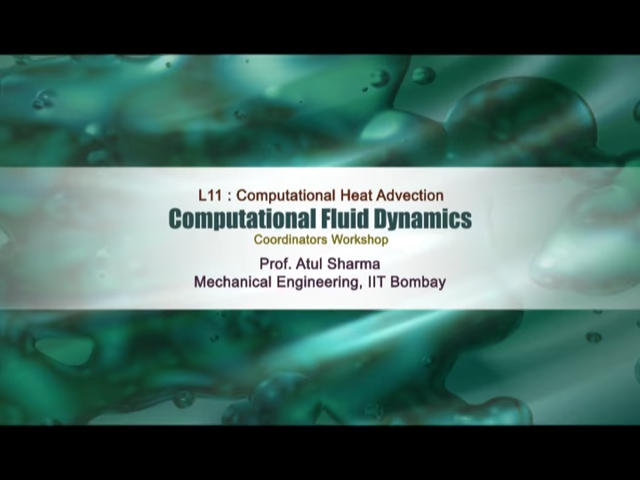 L11 : Computational Heat Advection
Computational Fluid Dynamics
Coordinators Workshop
Prof. Atul Sharma
Mechanical Engineering, IIT Bombay